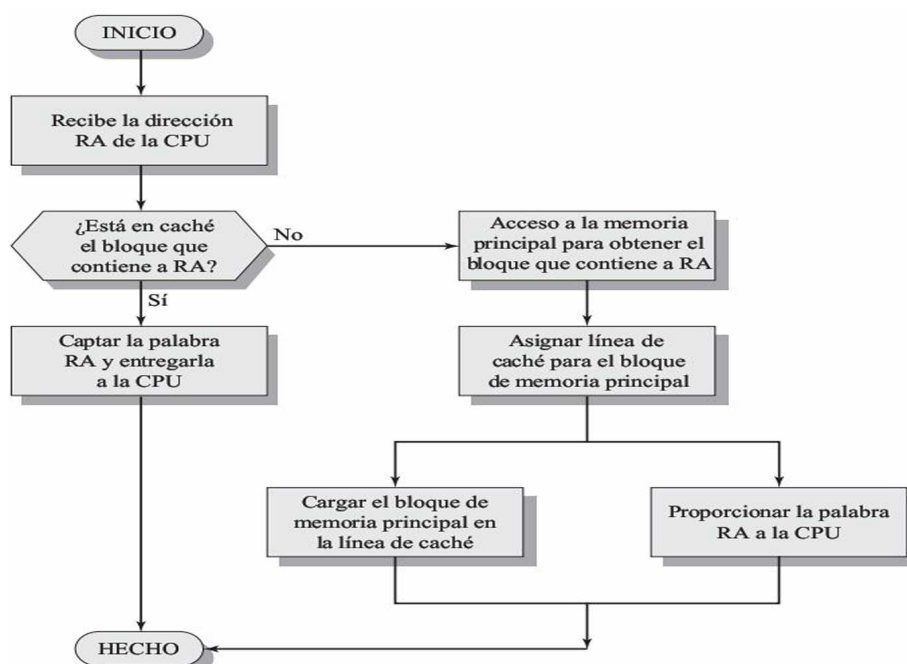 INICIO
Recibe la dirección
RA de la CPU
¿Está en caché
el bloque que
contiene a RA?
No
Sí
Acceso a la memoria
principal para obtener el
bloque que contiene a RA
Captar la palabra
RA y entregarla
a la CPU
Asignar línea de
caché para el bloque
de memoria principal
Cargar el bloque de
memoria principal en
la línea de caché
Proporcionar la palabra
RA a la CPU
HECHO